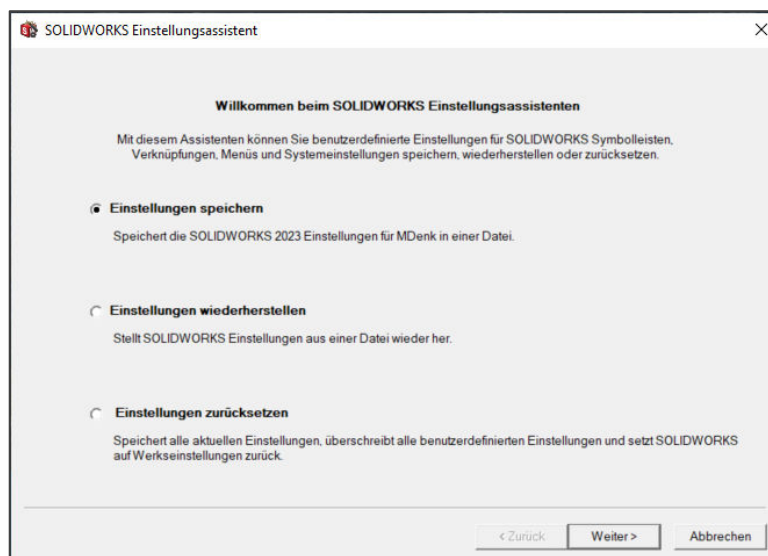 SOLIDWORKS Einstellungsassistent
Willkommen beim SOLIDWORKS Einstellungsassistenten
Mit diesem Assistenten können Sie benutzerdefinierte Einstellungen für SOLIDWORKS Symbolleisten,
Verknüpfungen, Menüs und Systemeinstellungen speichern, wiederherstellen oder zurücksetzen.
Einstellungen speichern
Speichert die SOLIDWORKS 2023 Einstellungen für MDenk in einer Datei.
Einstellungen wiederherstellen
Stellt SOLIDWORKS Einstellungen aus einer Datei wieder her.
Einstellungen zurücksetzen
Speichert alle aktuellen Einstellungen, überschreibt alle benutzerdefinierten Einstellungen und setzt SOLIDWORKS
auf Werkseinstellungen zurück.
< Zurück Weiter > Abbrechen